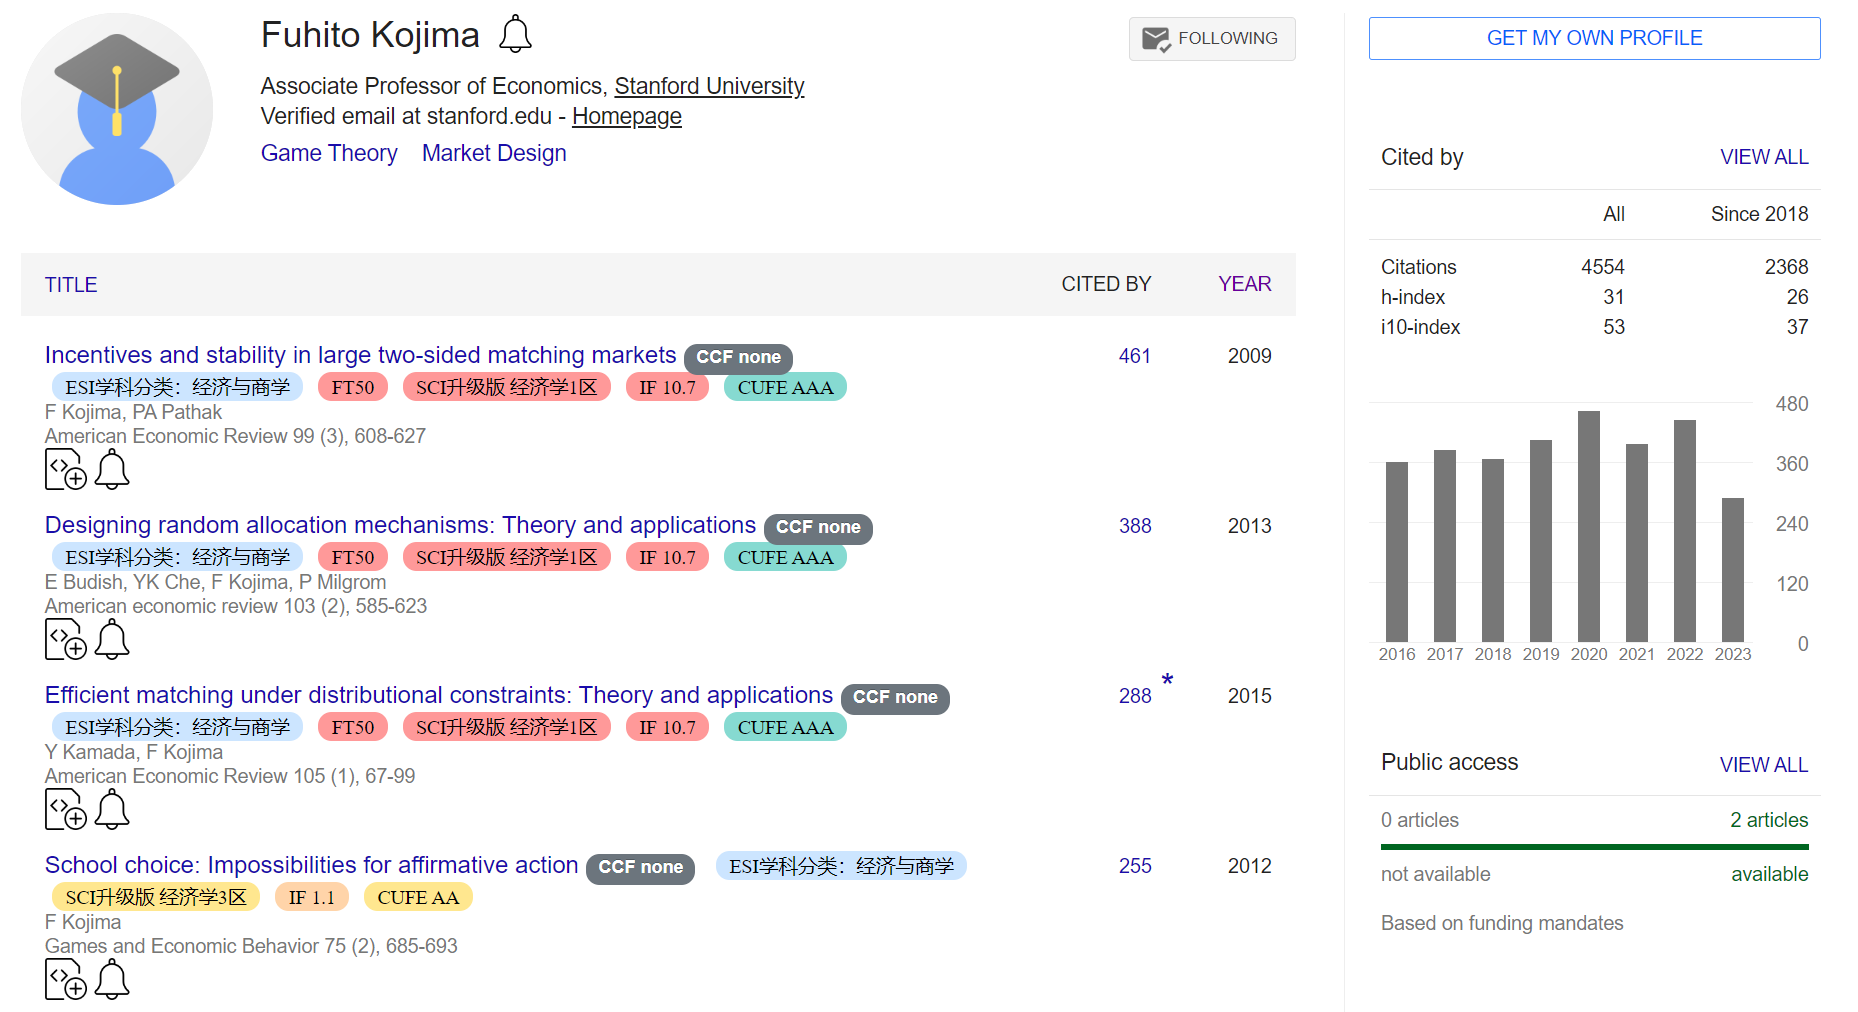 Fuhito Kojima
FOLLOWING
Associate Professor of Economics, Stanford University
Verified email at stanford.edu - Homepage
Game Theory Market Design
TITLE CITED BY YEAR
Incentives and stability in large two-sided matching markets CCF none 461 2009
ESI学科分类：经济与商学 FT50 SCI升级版 经济学1区 IF 10.7 CUFE AAA
F Kojima, PA Pathak
American Economic Review 99 (3), 608-627
Designing random allocation mechanisms: Theory and applications CCF none 388 2013
ESI学科分类：经济与商学 FT50 SCI升级版 经济学1区 IF 10.7 CUFE AAA
E Budish, YK Che, F Kojima, P Milgrom
American economic review 103 (2), 585-623
Efficient matching under distributional constraints: Theory and applications CCF none 288 * 2015
ESI学科分类：经济与商学 FT50 SCI升级版 经济学1区 IF 10.7 CUFE AAA
Y Kamada, F Kojima
American Economic Review 105 (1), 67-99
School choice: Impossibilities for affirmative action CCF none ESI学科分类：经济与商学 255 2012
SCI升级版 经济学3区 IF 1.1 CUFE AA
F Kojima
Games and Economic Behavior 75 (2), 685-693
GET MY OWN PROFILE
Cited by VIEW ALL
All Since 2018
Citations 4554 2368
h-index 31 26
i10-index 53 37
480
360
240
120
0
2016 2017 2018 2019 2020 2021 2022 2023
Public access VIEW ALL
0 articles 2 articles
not available available
Based on funding mandates